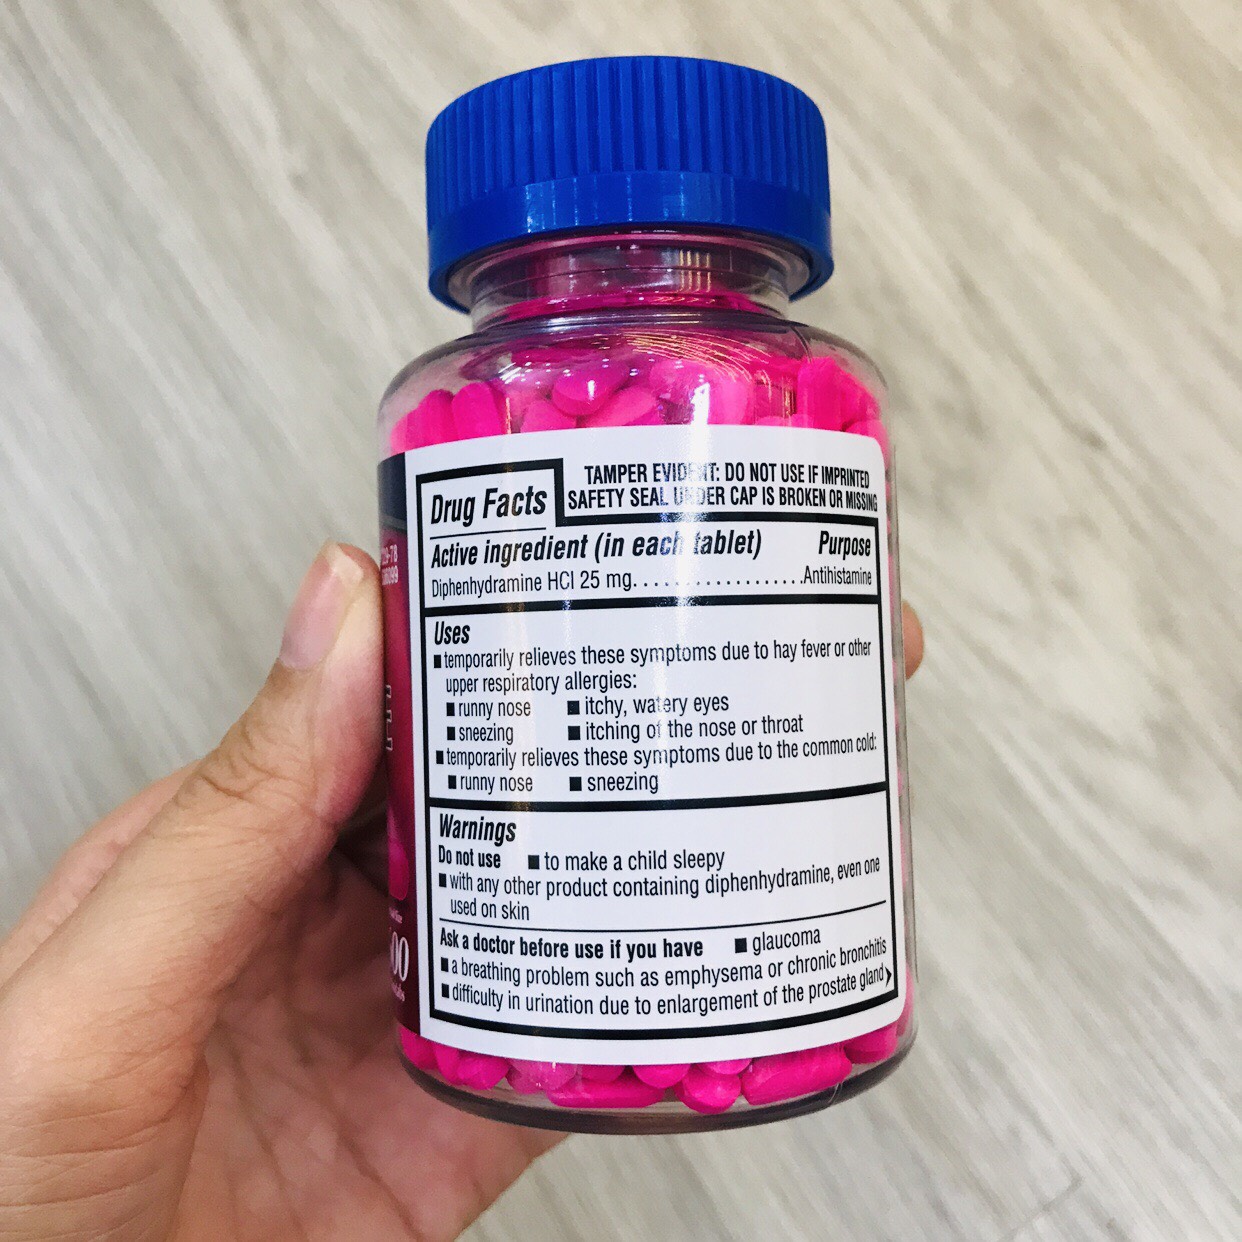 Drug Facts
TAMPER EVIDENT: DO NOT USE IF IMPRINTED
SAFETY SEAL UNDER CAP IS BROKEN OR MISSING
Active ingredient (in each tablet) Purpose
Diphenhydramine HCl 25 mg. . . . . . . . . . . . . . . . . .Antihistamine
Uses
■ temporarily relieves these symptoms due to hay fever or other
upper respiratory allergies:
■ runny nose ■ itchy, watery eyes
■ sneezing ■ itching of the nose or throat
■ temporarily relieves these symptoms due to the common cold:
■ runny nose ■ sneezing
Warnings
Do not use ■ to make a child sleepy
■ with any other product containing diphenhydramine, even one
used on skin
Ask a doctor before use if you have ■ glaucoma
■ a breathing problem such as emphysema or chronic bronchitis
■ difficulty in urination due to enlargement of the prostate gland